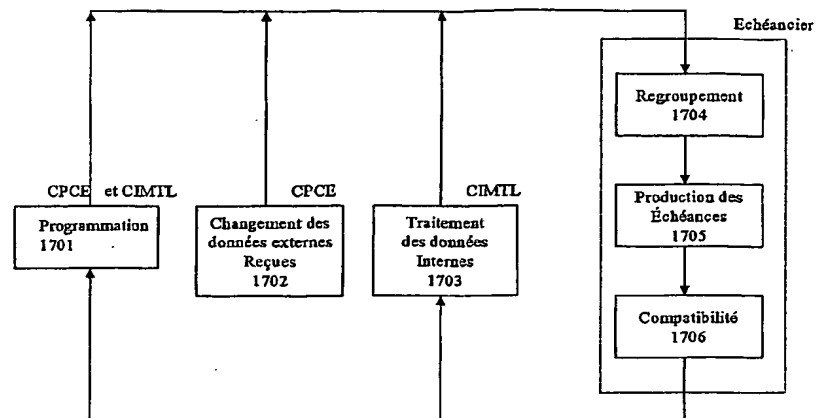 Echéancier
Regroupement
1704
CPCE et CIMTL
CPCE
CIMTL
Programmation
1701
Changement des
données externes
Reçues
1702
Traitement
des données
Internes
1703
Production des
Échéances
1705
Compatibilité
1706